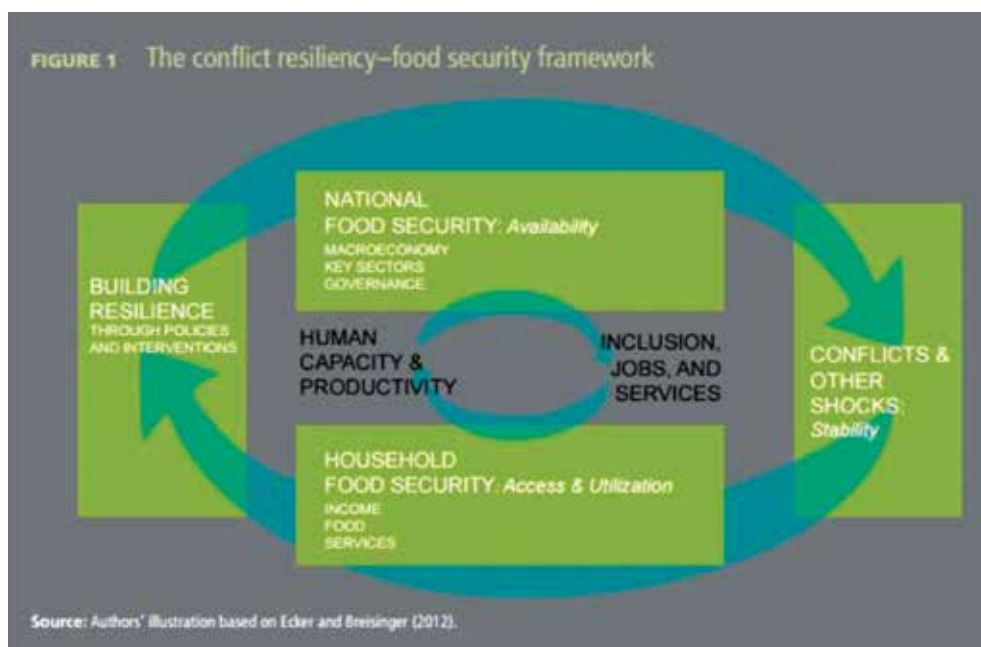 FIGURE 1 The conflict resiliency–food security framework
NATIONAL
FOOD SECURITY: Availability
MACROECONOMY
KEY SECTORS
GOVERNANCE
BUILDING
RESILIENCE
THROUGH POLICIES
AND INTERVENTIONS
HUMAN
CAPACITY &
PRODUCTIVITY
INCLUSION,
JOBS, AND
SERVICES
CONFLICTS &
OTHER
SHOCKS:
Stability
HOUSEHOLD
FOOD SECURITY: Access & Utilization
INCOME
FOOD
SERVICES
Source: Authors' illustration based on Ecker and Breisinger (2012).